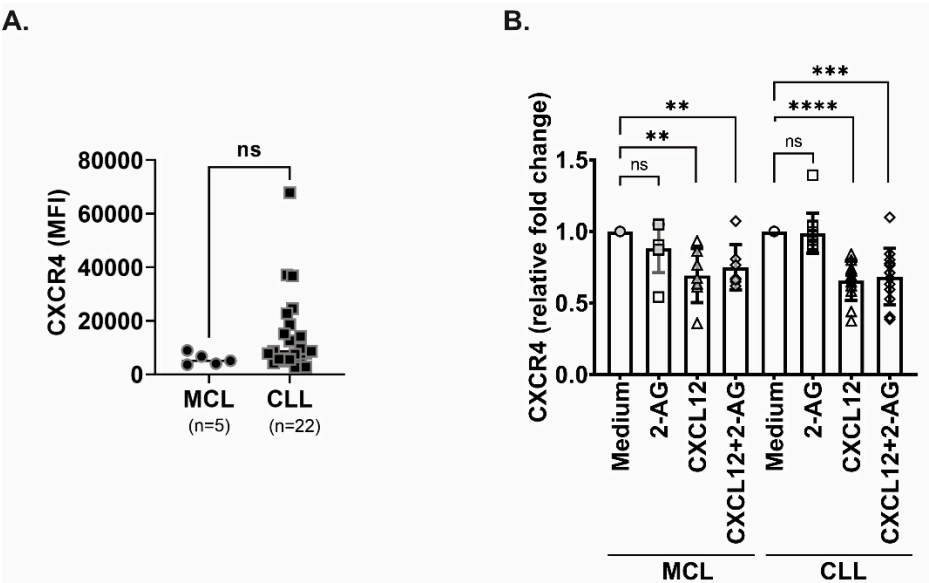 A.
ns
80000
60000
40000
20000
0
CXCR4 (MFI)
MCL
(n=5)
CLL
(n=22)
B.
***
**
****
**
ns
ns
1.5
1.0
0.5
0.0
CXCR4 (relative fold change)
Medium
2-AG
CXCL12
CXCL12+2-AG
Medium
2-AG
CXCL12
CXCL12+2-AG
MCL
CLL